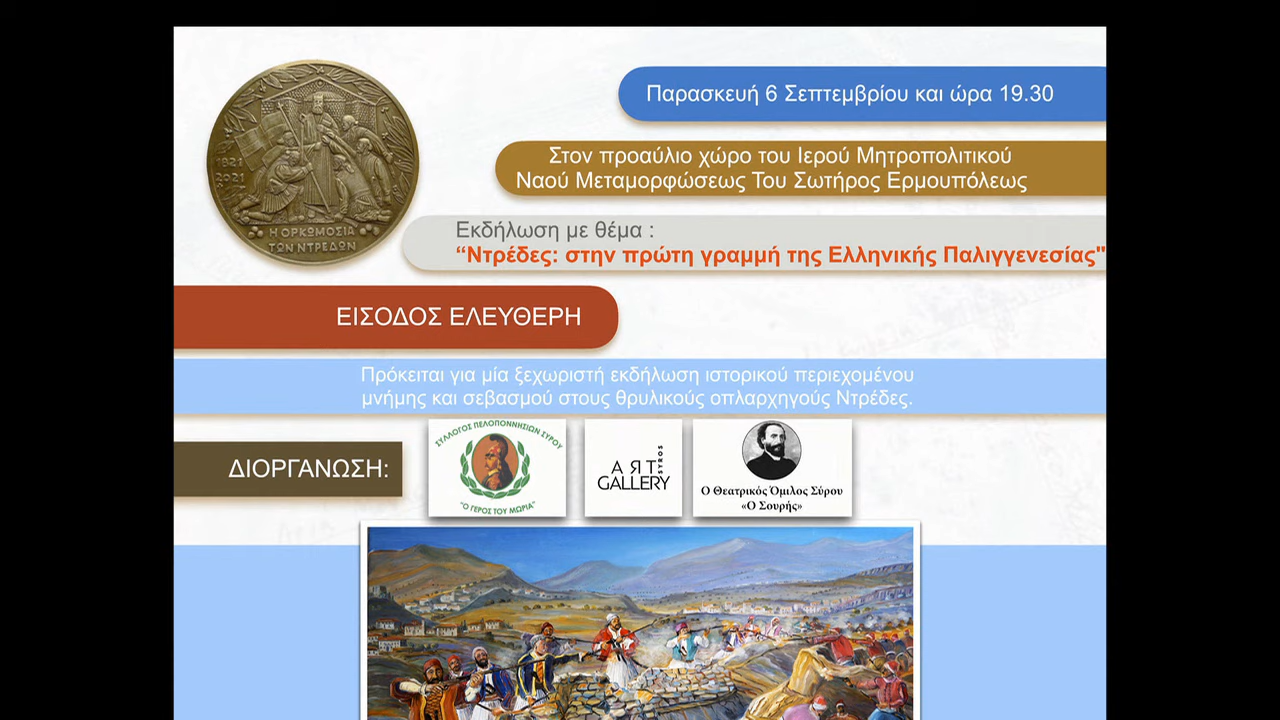 Παρασκευή 6 Σεπτεμβρίου και ώρα 19.30
Στον προαύλιο χώρο του Ιερού Μητροπολιτικού
Ναού Μεταμορφώσεως Του Σωτήρος Ερμουπόλεως
1821
2021
Η ΟΡΚΩΜΟΣΙΑ
ΤΩΝ ΝΤΡΕΔΩΝ
Εκδήλωση με θέμα :
“Ντρέδες: στην πρώτη γραμμή της Ελληνικής Παλιγγενεσίας"
ΕΙΣΟΔΟΣ ΕΛΕΥΘΕΡΗ
Πρόκειται για μία ξεχωριστή εκδήλωση ιστορικού περιεχομένου
μνήμης και σεβασμού στους θρυλικούς οπλαρχηγούς Ντρέδες.
ΔΙΟΡΓΑΝΩΣΗ:
ΣΥΛΛΟΓΟΣ ΠΕΛΟΠΟΝΝΗΣΙΩΝ ΣΥΡΟΥ
"Ο ΓΕΡΟΣ ΤΟΥ ΜΩΡΙΑ"
AЯT
SYROS
GALLERY
Ο Θεατρικός Όμιλος Σύρου
«Ο Σουρής»